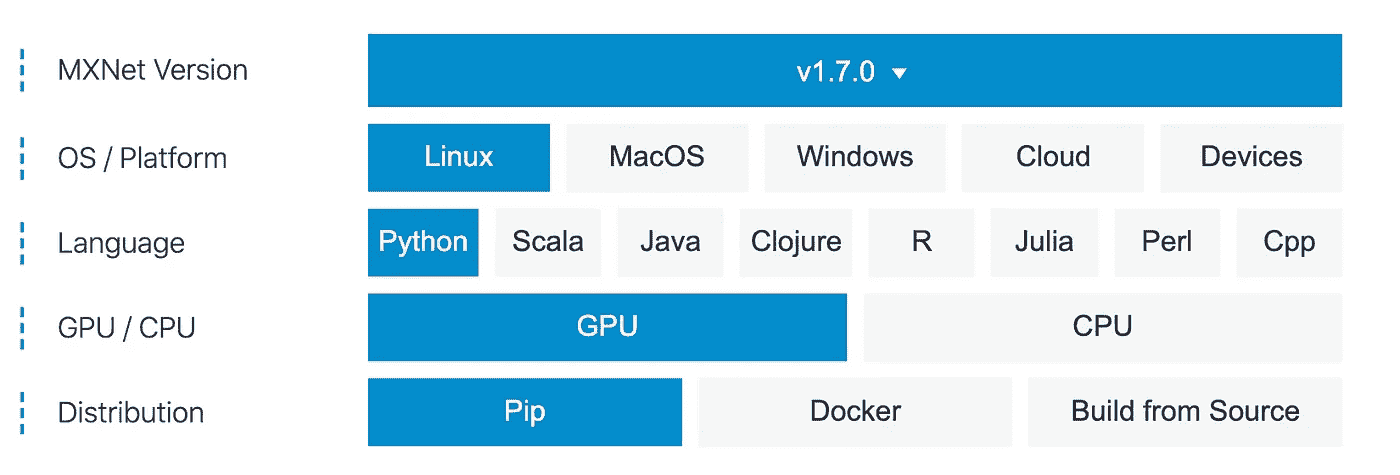 MXNet Version v1.7.0
OS / Platform Linux MacOS Windows Cloud Devices
Language Python Scala Java Clojure R Julia Perl Cpp
GPU / CPU GPU CPU
Distribution Pip Docker Build from Source